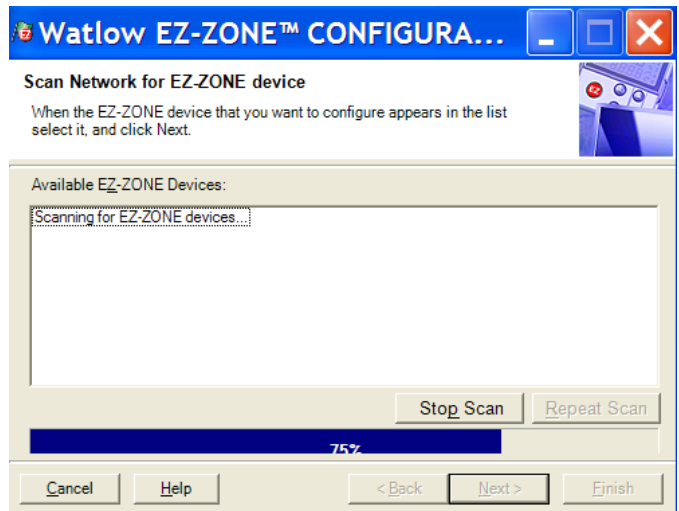 Watlow EZ-ZONE™ CONFIGURA...
Scan Network for EZ-ZONE device
When the EZ-ZONE device that you want to configure appears in the list
select it, and click Next.
Available EZ-ZONE Devices:
Scanning for EZ-ZONE devices...
Stop Scan
Repeat Scan
75%
Cancel
Help
< Back
Next >
Finish